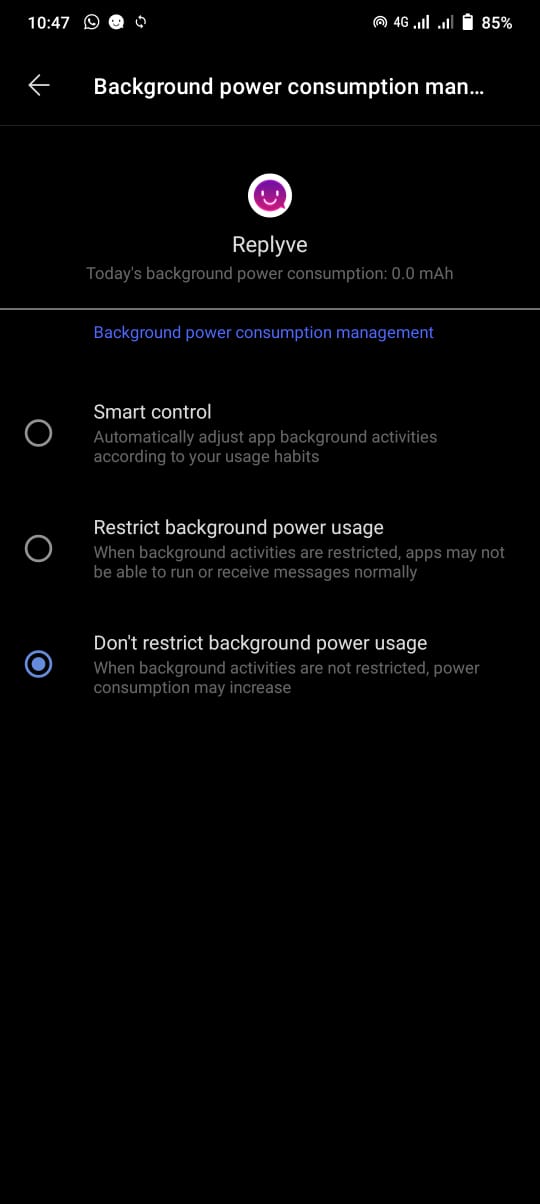 10:47 4G 85%
Background power consumption man...
Replyve
Today's background power consumption: 0.0 mAh
Background power consumption management
Smart control
Automatically adjust app background activities
according to your usage habits
Restrict background power usage
When background activities are restricted, apps may not
be able to run or receive messages normally
Don't restrict background power usage
When background activities are not restricted, power
consumption may increase